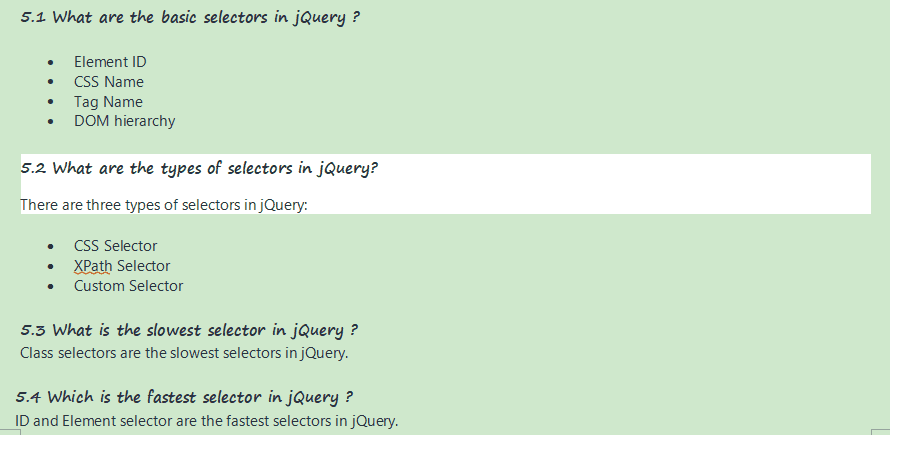 5.1 What are the basic selectors in jQuery ?
• Element ID
• CSS Name
• Tag Name
• DOM hierarchy
5.2 What are the types of selectors in jQuery?
There are three types of selectors in jQuery:
• CSS Selector
• XPath Selector
• Custom Selector
5.3 What is the slowest selector in jQuery ?
Class selectors are the slowest selectors in jQuery.
5.4 Which is the fastest selector in jQuery ?
ID and Element selector are the fastest selectors in jQuery.